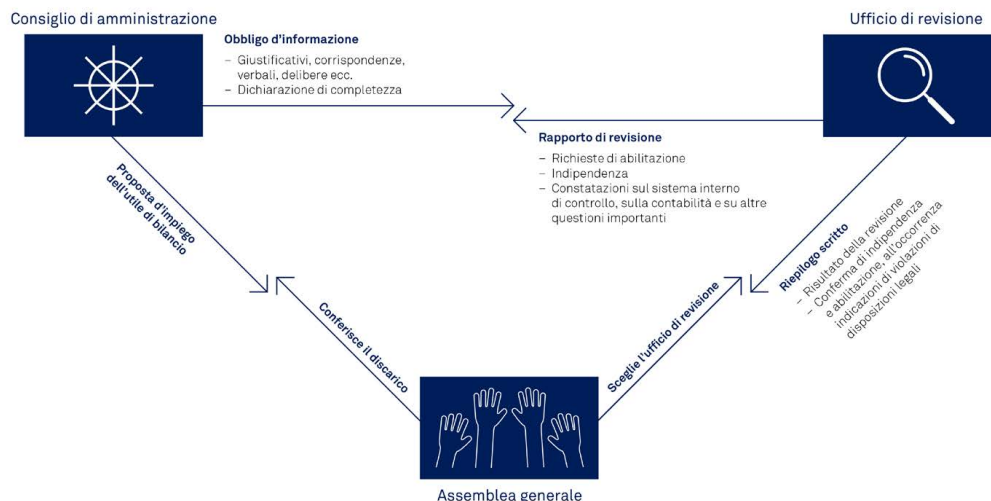 Consiglio di amministrazione
Ufficio di revisione
Obbligo d'informazione
– Giustificativi, corrispondenze,
verbali, delibere ecc.
– Dichiarazione di completezza
Rapporto di revisione
– Richieste di abilitazione
– Indipendenza
– Constatazioni sul sistema interno
di controllo, sulla contabilità e su altre
questioni importanti
Proposta d'impiego
dell'utile di bilancio
Conferisce il discarico
Sceglie l'ufficio di revisione
Riepilogo scritto
– Risultato della revisione
– Conferma di indipendenza
e abilitazione, all'occorrenza
indicazioni di violazioni di
disposizioni legali
Assemblea generale